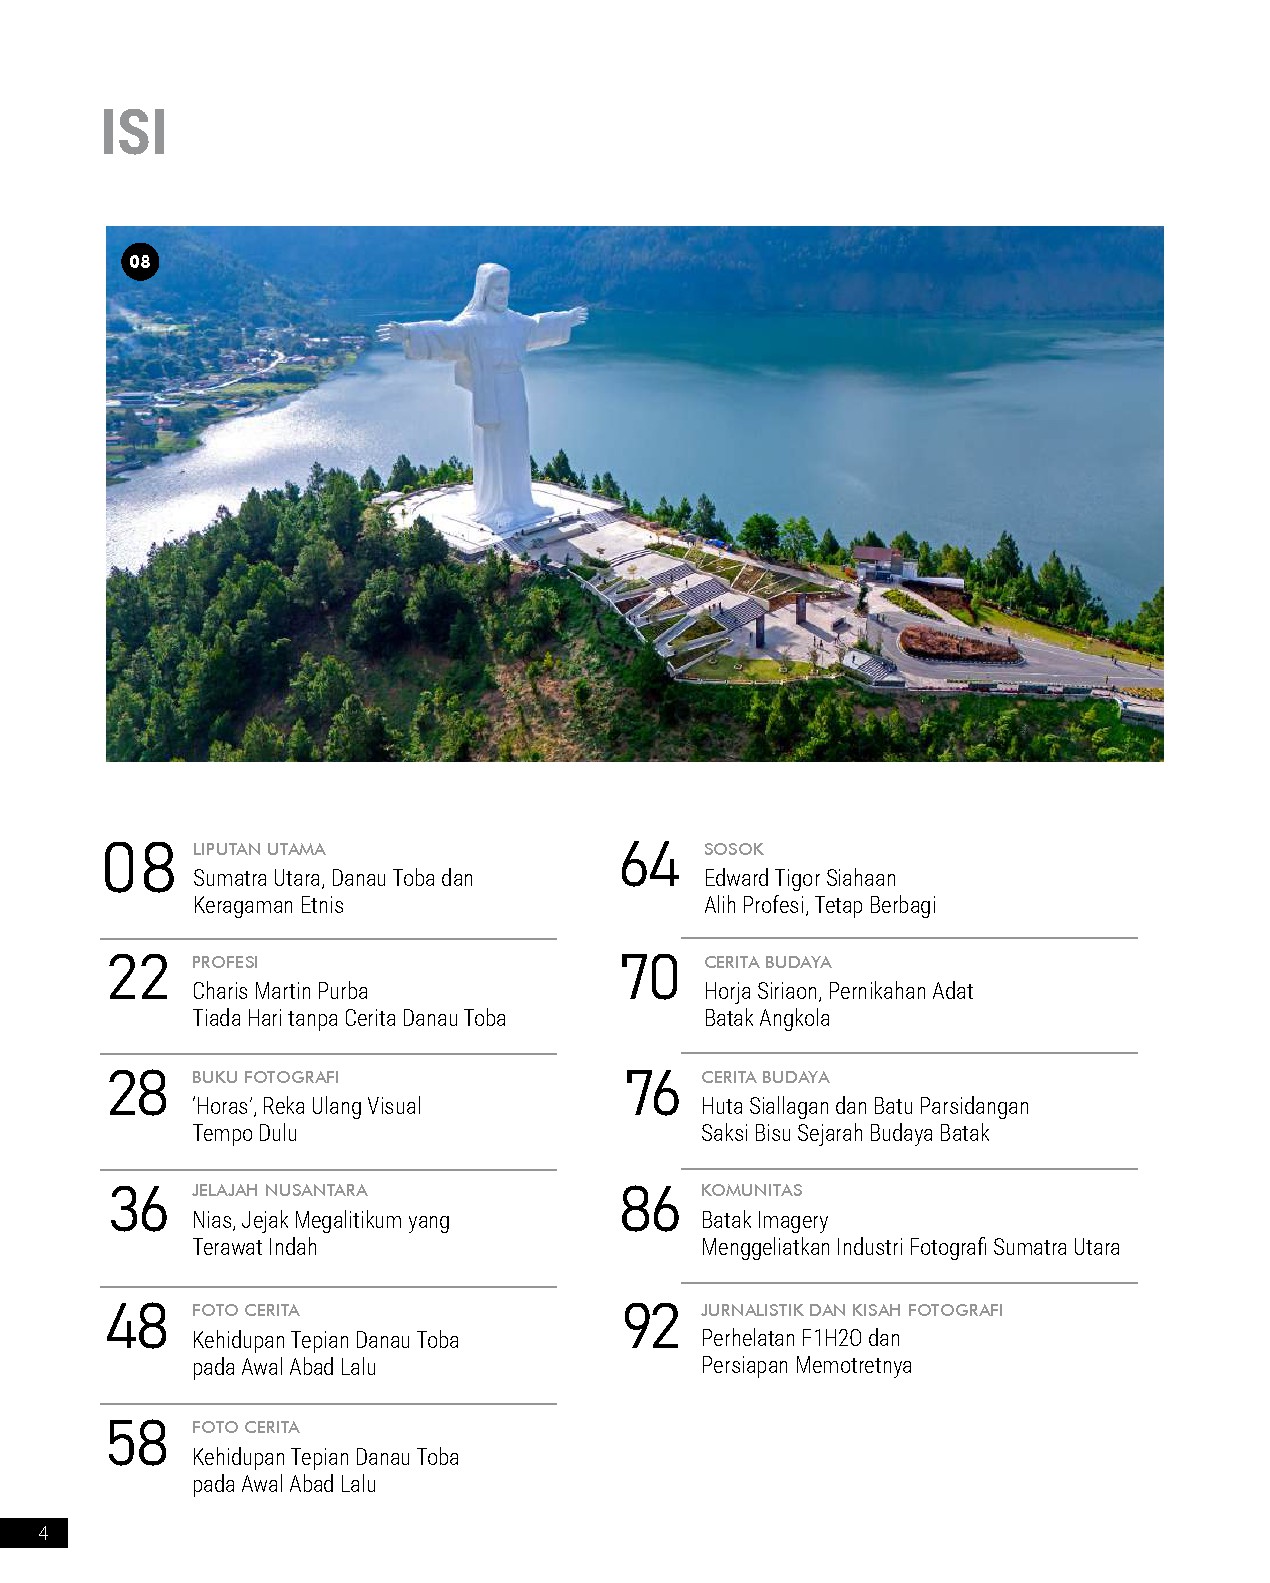 ISI
08
08
LIPUTAN UTAMA
Sumatra Utara, Danau Toba dan
Keragaman Etnis
22
PROFESI
Charis Martin Purba
Tiada Hari tanpa Cerita Danau Toba
28
BUKU FOTOGRAFI
‘Horas’, Reka Ulang Visual
Tempo Dulu
36
JELAJAH NUSANTARA
Nias, Jejak Megalitikum yang
Terawat Indah
48
FOTO CERITA
Kehidupan Tepian Danau Toba
pada Awal Abad Lalu
58
FOTO CERITA
Kehidupan Tepian Danau Toba
pada Awal Abad Lalu
64
SOSOK
Edward Tigor Siahaan
Alih Profesi, Tetap Berbagi
70
CERITA BUDAYA
Horja Siriaon, Pernikahan Adat
Batak Angkola
76
CERITA BUDAYA
Huta Siallagan dan Batu Parsidangan
Saksi Bisu Sejarah Budaya Batak
86
KOMUNITAS
Batak Imagery
Menggeliatkan Industri Fotografi Sumatra Utara
92
JURNALISTIK DAN KISAH FOTOGRAFI
Perhelatan F1H2O dan
Persiapan Memotretnya
4